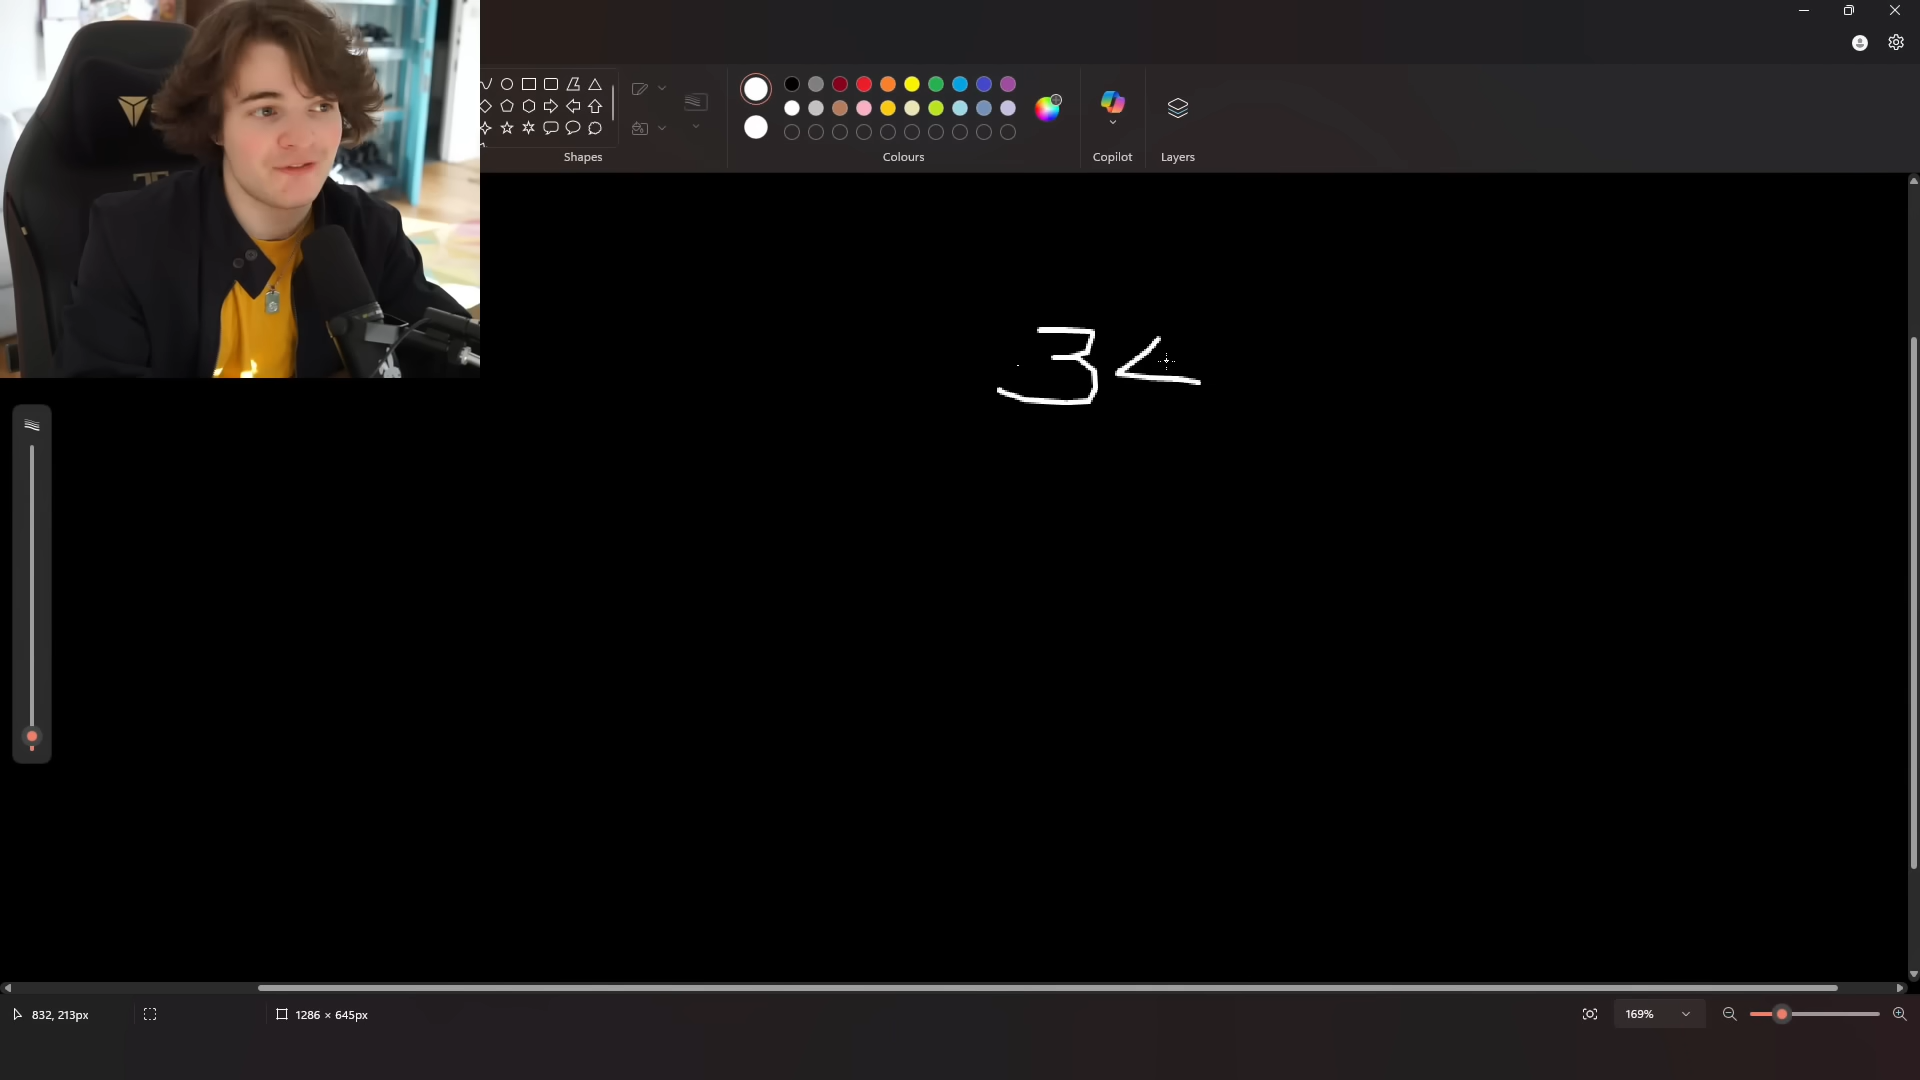 Shapes
Colours
Copilot
Layers
3<
832, 213px
1286 × 645px
169%